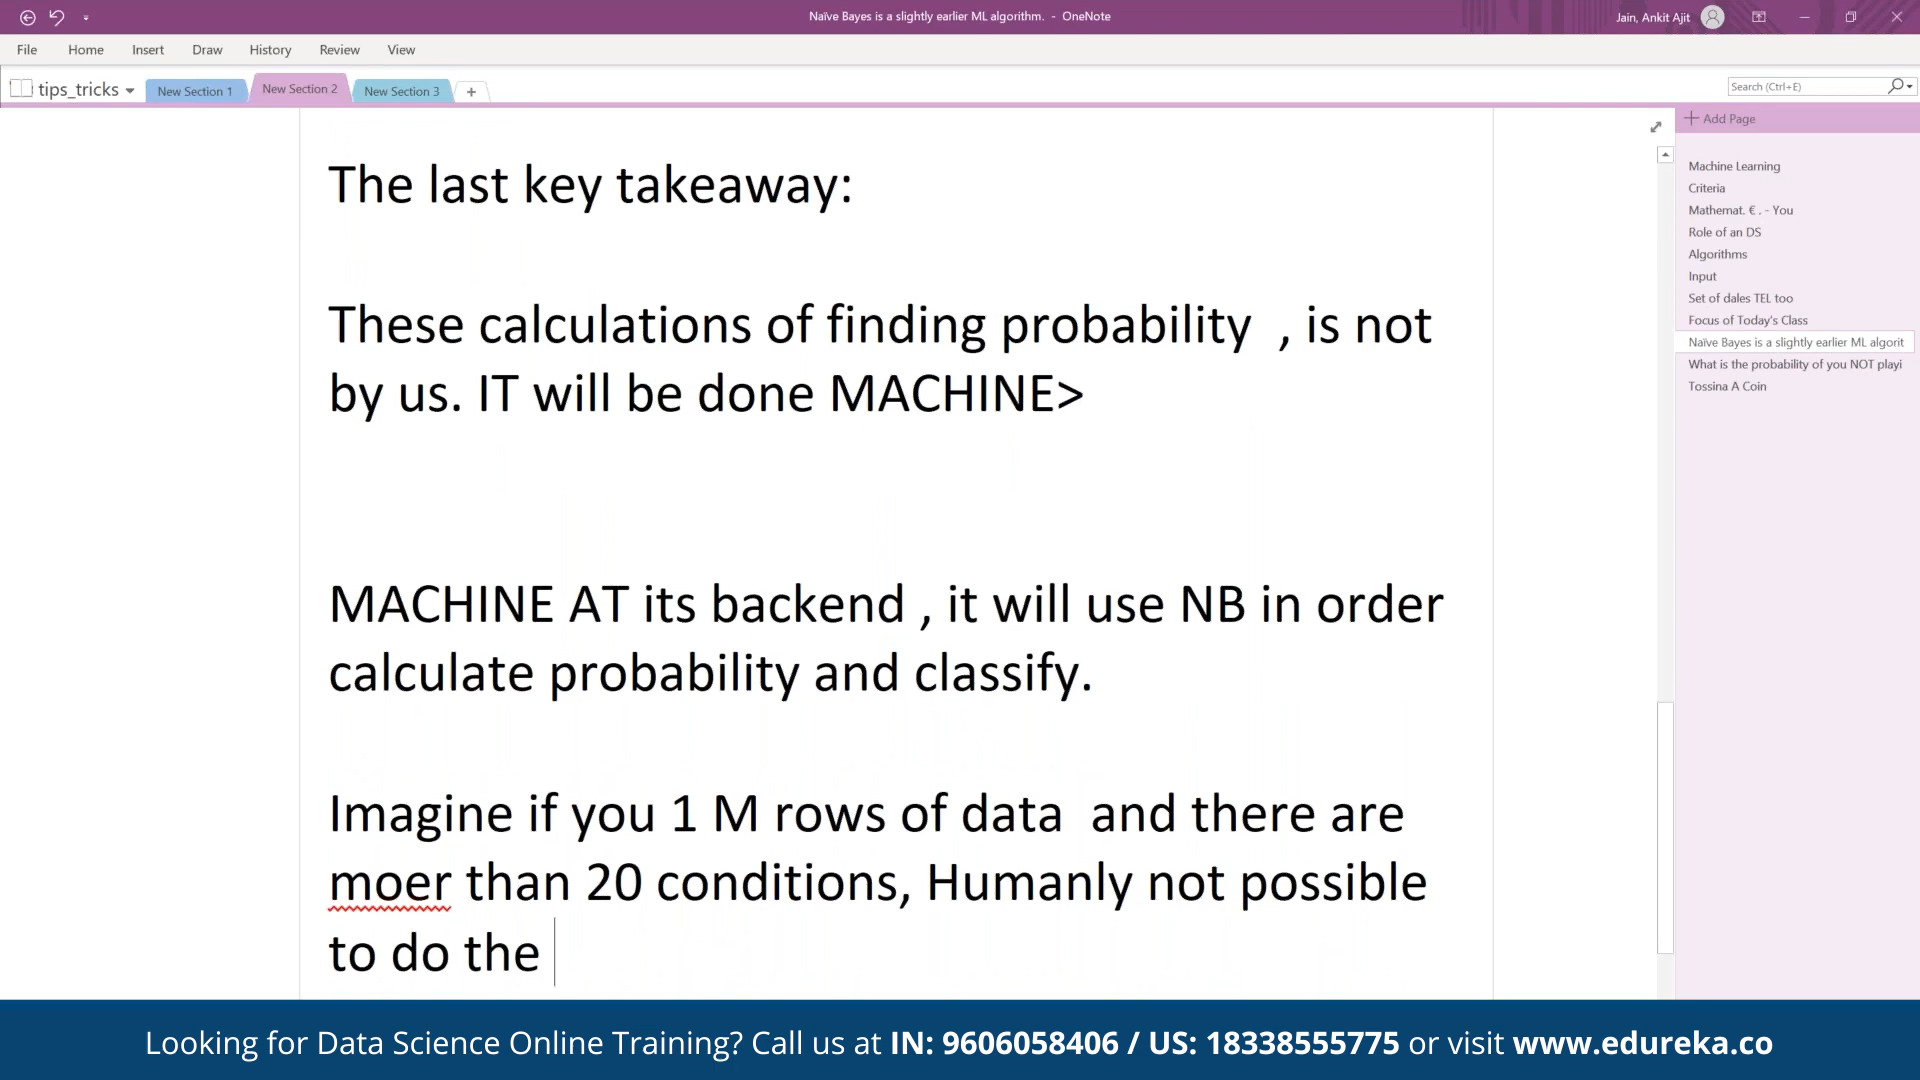 Naïve Bayes is a slightly earlier ML algorithm. - OneNote
Jain, Ankit Ajit
File Home Insert Draw History Review View
tips_tricks New Section 1 New Section 2 New Section 3 +
Search (Ctrl+E)
Add Page
Machine Learning
Criteria
Mathemat. € . - You
Role of an DS
Algorithms
Input
Set of dales TEL too
Focus of Today's Class
Naïve Bayes is a slightly earlier ML algorit
What is the probability of you NOT playi
Tossina A Coin
The last key takeaway:
These calculations of finding probability , is not
by us. IT will be done MACHINE>
MACHINE AT its backend , it will use NB in order
calculate probability and classify.
Imagine if you 1 M rows of data and there are
moer than 20 conditions, Humanly not possible
to do the
Looking for Data Science Online Training? Call us at IN: 9606058406 / US: 18338555775 or visit www.edureka.co